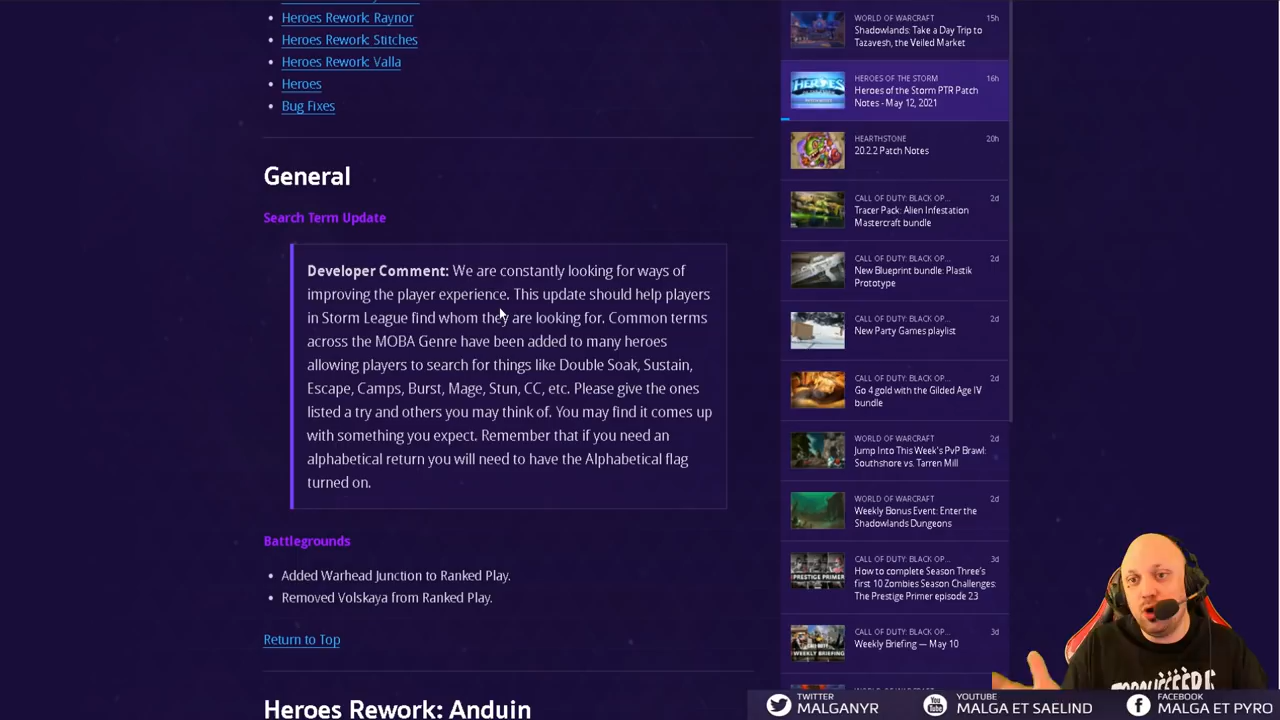 Heroes Rework: Raynor
Heroes Rework: Stitches
Heroes Rework: Valla
Heroes
Bug Fixes
General
Search Term Update
Developer Comment: We are constantly looking for ways of
improving the player experience. This update should help players
in Storm League find whom they are looking for. Common terms
across the MOBA Genre have been added to many heroes
allowing players to search for things like Double Soak, Sustain,
Escape, Camps, Burst, Mage, Stun, CC, etc. Please give the ones
listed a try and others you may think of. You may find it comes up
with something you expect. Remember that if you need an
alphabetical return you will need to have the Alphabetical flag
turned on.
Battlegrounds
Added Warhead Junction to Ranked Play.
Removed Volskaya from Ranked Play.
Return to Top
Heroes Rework: Anduin
WORLD OF WARCRAFT 15h
Shadowlands: Take a Day Trip to
Tazavesh, the Veiled Market
HEROES OF THE STORM 16h
Heroes of the Storm PTR Patch
Notes - May 12, 2021
HEARTHSTONE 20h
20.2.2 Patch Notes
CALL OF DUTY: BLACK OP... 2d
Tracer Pack: Alien Infestation
Mastercraft bundle
CALL OF DUTY: BLACK OP... 2d
New Blueprint bundle: Plastik
Prototype
CALL OF DUTY: BLACK OP... 2d
New Party Games playlist
CALL OF DUTY: BLACK OP... 2d
Go 4 gold with the Gilded Age IV
bundle
WORLD OF WARCRAFT 2d
Jump Into This Week's PvP Brawl:
Southshore vs. Tarren Mill
WORLD OF WARCRAFT 2d
Weekly Bonus Event: Enter the
Shadowlands Dungeons
CALL OF DUTY: BLACK OP... 3d
How to complete Season Three's
first 10 Zombies Season Challenges:
The Prestige Primer episode 23
PRESTIGE PRIMER
CALL OF DUTY: BLACK OP... 3d
Weekly Briefing — May 10
WEEKLY BRIEFING
TWITTER
MALGANYR
YOUTUBE
MALGA ET SAELIND
FACEBOOK
MALGA ET PYRO